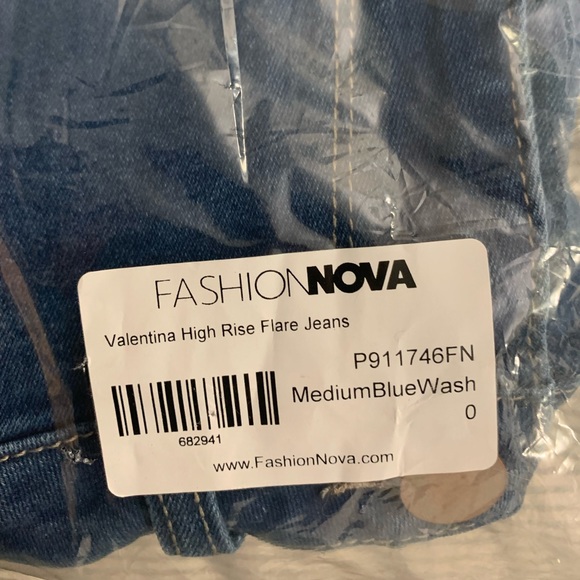 FASHIONNOVA
Valentina High Rise Flare Jeans
P911746FN
MediumBlueWash
0
682941
www.FashionNova.com